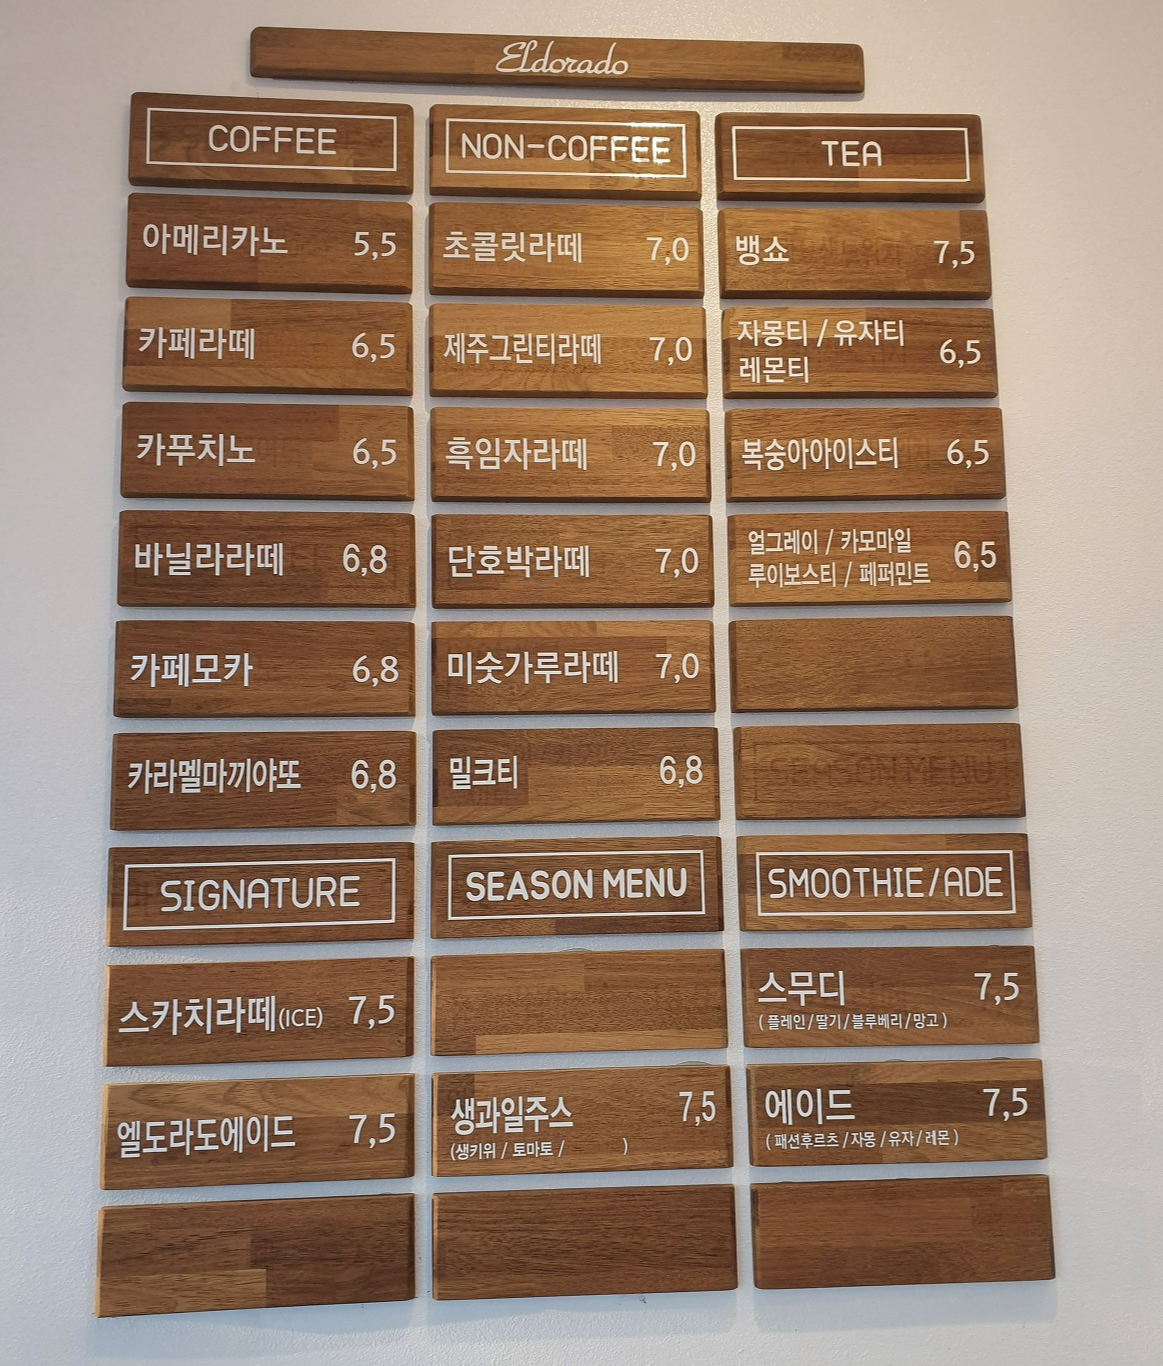 Eldorado
COFFEE
아메리카노 5,5
카페라떼 6,5
카푸치노 6,5
바닐라라떼 6,8
카페모카 6,8
카라멜마끼야또 6,8
SIGNATURE
스카치라떼(ICE) 7,5
엘도라도에이드 7,5
NON-COFFEE
초콜릿라떼 7,0
제주그린티라떼 7,0
흑임자라떼 7,0
단호박라떼 7,0
미숫가루라떼 7,0
밀크티 6,8
SEASON MENU
생과일주스 7,5
(생키위 / 토마토 / )
TEA
뱅쇼 7,5
자몽티 / 유자티
레몬티 6,5
복숭아아이스티 6,5
얼그레이 / 카모마일
루이보스티 / 페퍼민트 6,5
SEASON MENU
SMOOTHIE/ADE
스무디 7,5
( 플레인 / 딸기 / 블루베리 / 망고 )
에이드 7,5
( 패션후르츠 / 자몽 / 유자 / 레몬 )